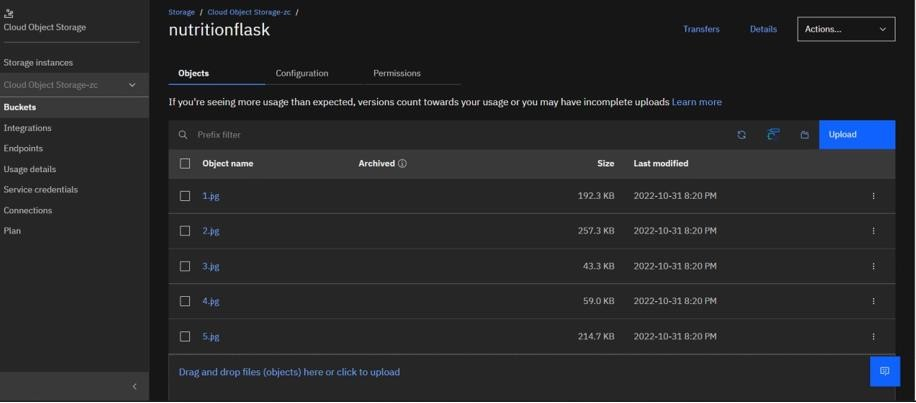 Cloud Object Storage
Storage instances
Cloud Object Storage-zc
Buckets
Integrations
Endpoints
Usage details
Service credentials
Connections
Plan
Storage / Cloud Object Storage-zc /
nutritionflask
Transfers Details Actions...
Objects Configuration Permissions
If you're seeing more usage than expected, versions count towards your usage or you may have incomplete uploads Learn more
Prefix filter Upload
Object name Archived Size Last modified
1.jpg 192.3 KB 2022-10-31 8:20 PM
2.jpg 257.3 KB 2022-10-31 8:20 PM
3.jpg 43.3 KB 2022-10-31 8:20 PM
4.jpg 59.0 KB 2022-10-31 8:20 PM
5.jpg 214.7 KB 2022-10-31 8:20 PM
Drag and drop files (objects) here or click to upload